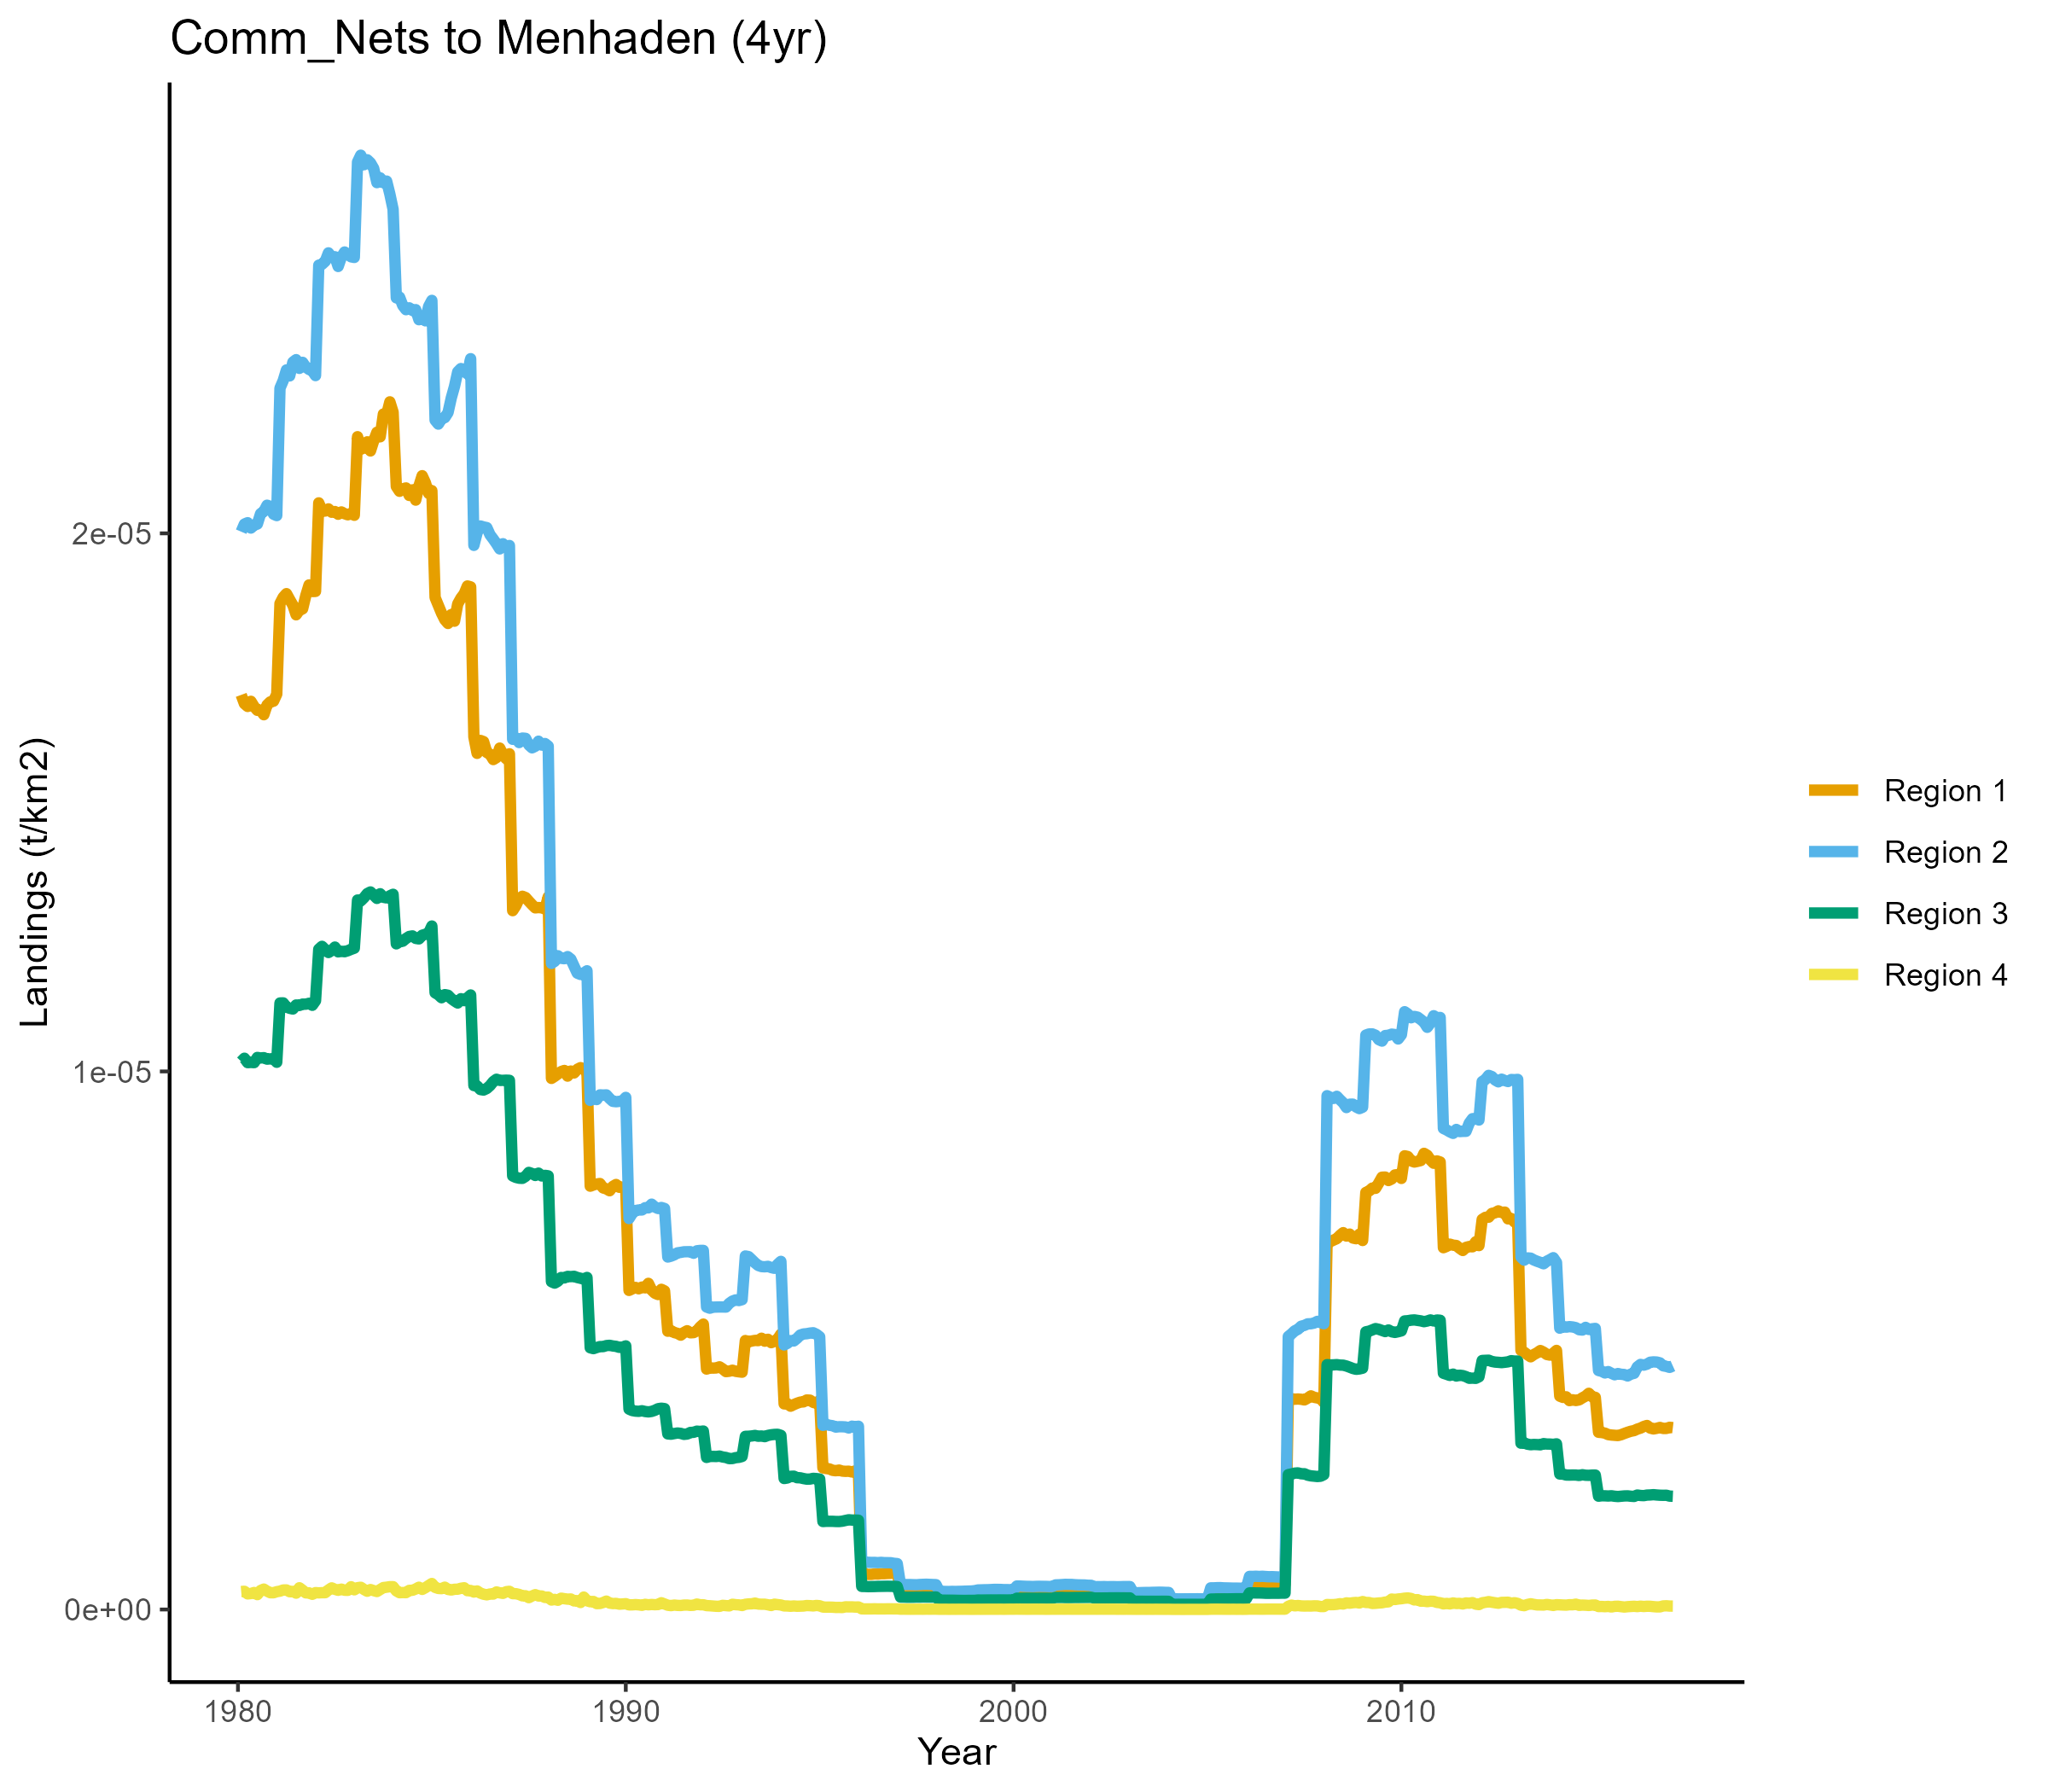 Comm_Nets to Menhaden (4yr)
Landings (t/km2)
2e-05
1e-05
0e+00
1980
1990
2000
2010
Year
Region 1
Region 2
Region 3
Region 4